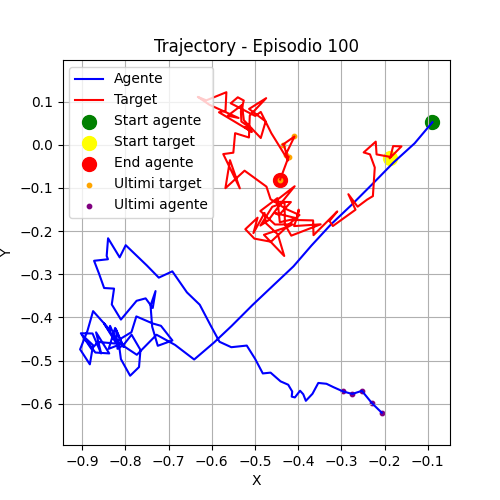 Trajectory - Episodio 100
Agente
Target
Start agente
Start target
End agente
Ultimi target
Ultimi agente
Y
0.1
0.0
−0.1
−0.2
−0.3
−0.4
−0.5
−0.6
−0.9 −0.8 −0.7 −0.6 −0.5 −0.4 −0.3 −0.2 −0.1
X